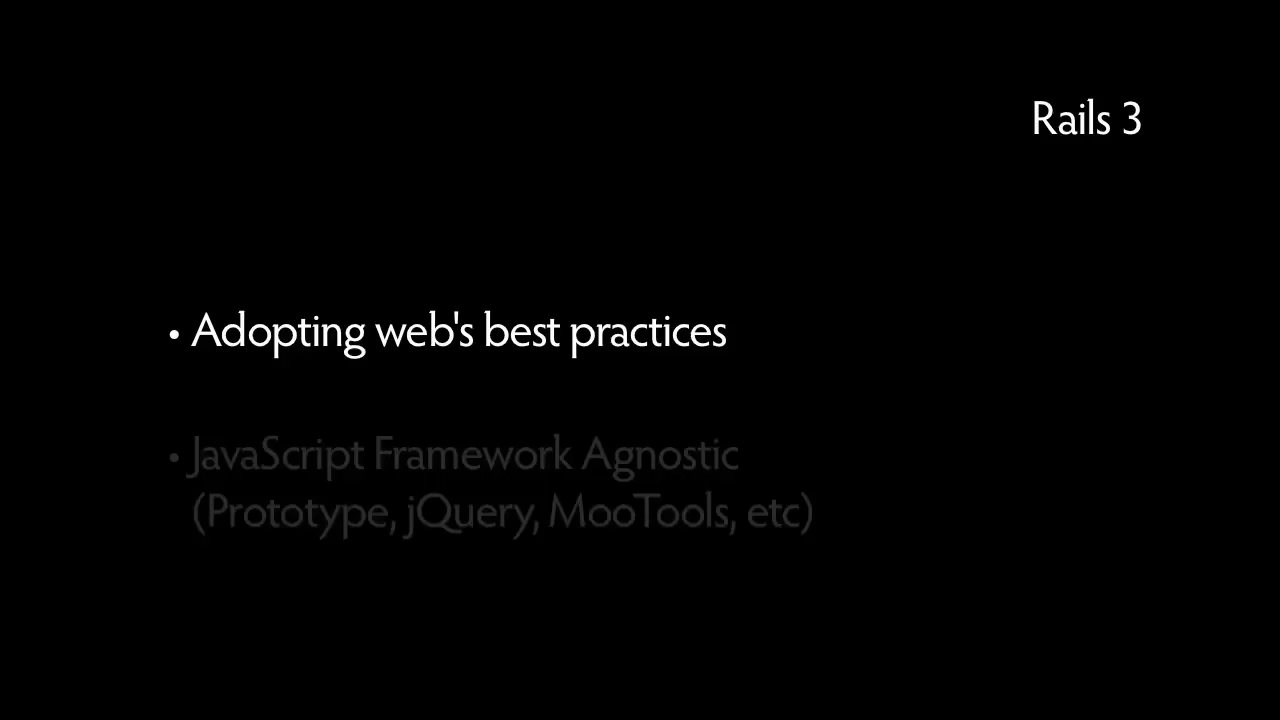 Rails 3
• Adopting web's best practices
• JavaScript Framework Agnostic
(Prototype, jQuery, MooTools, etc)